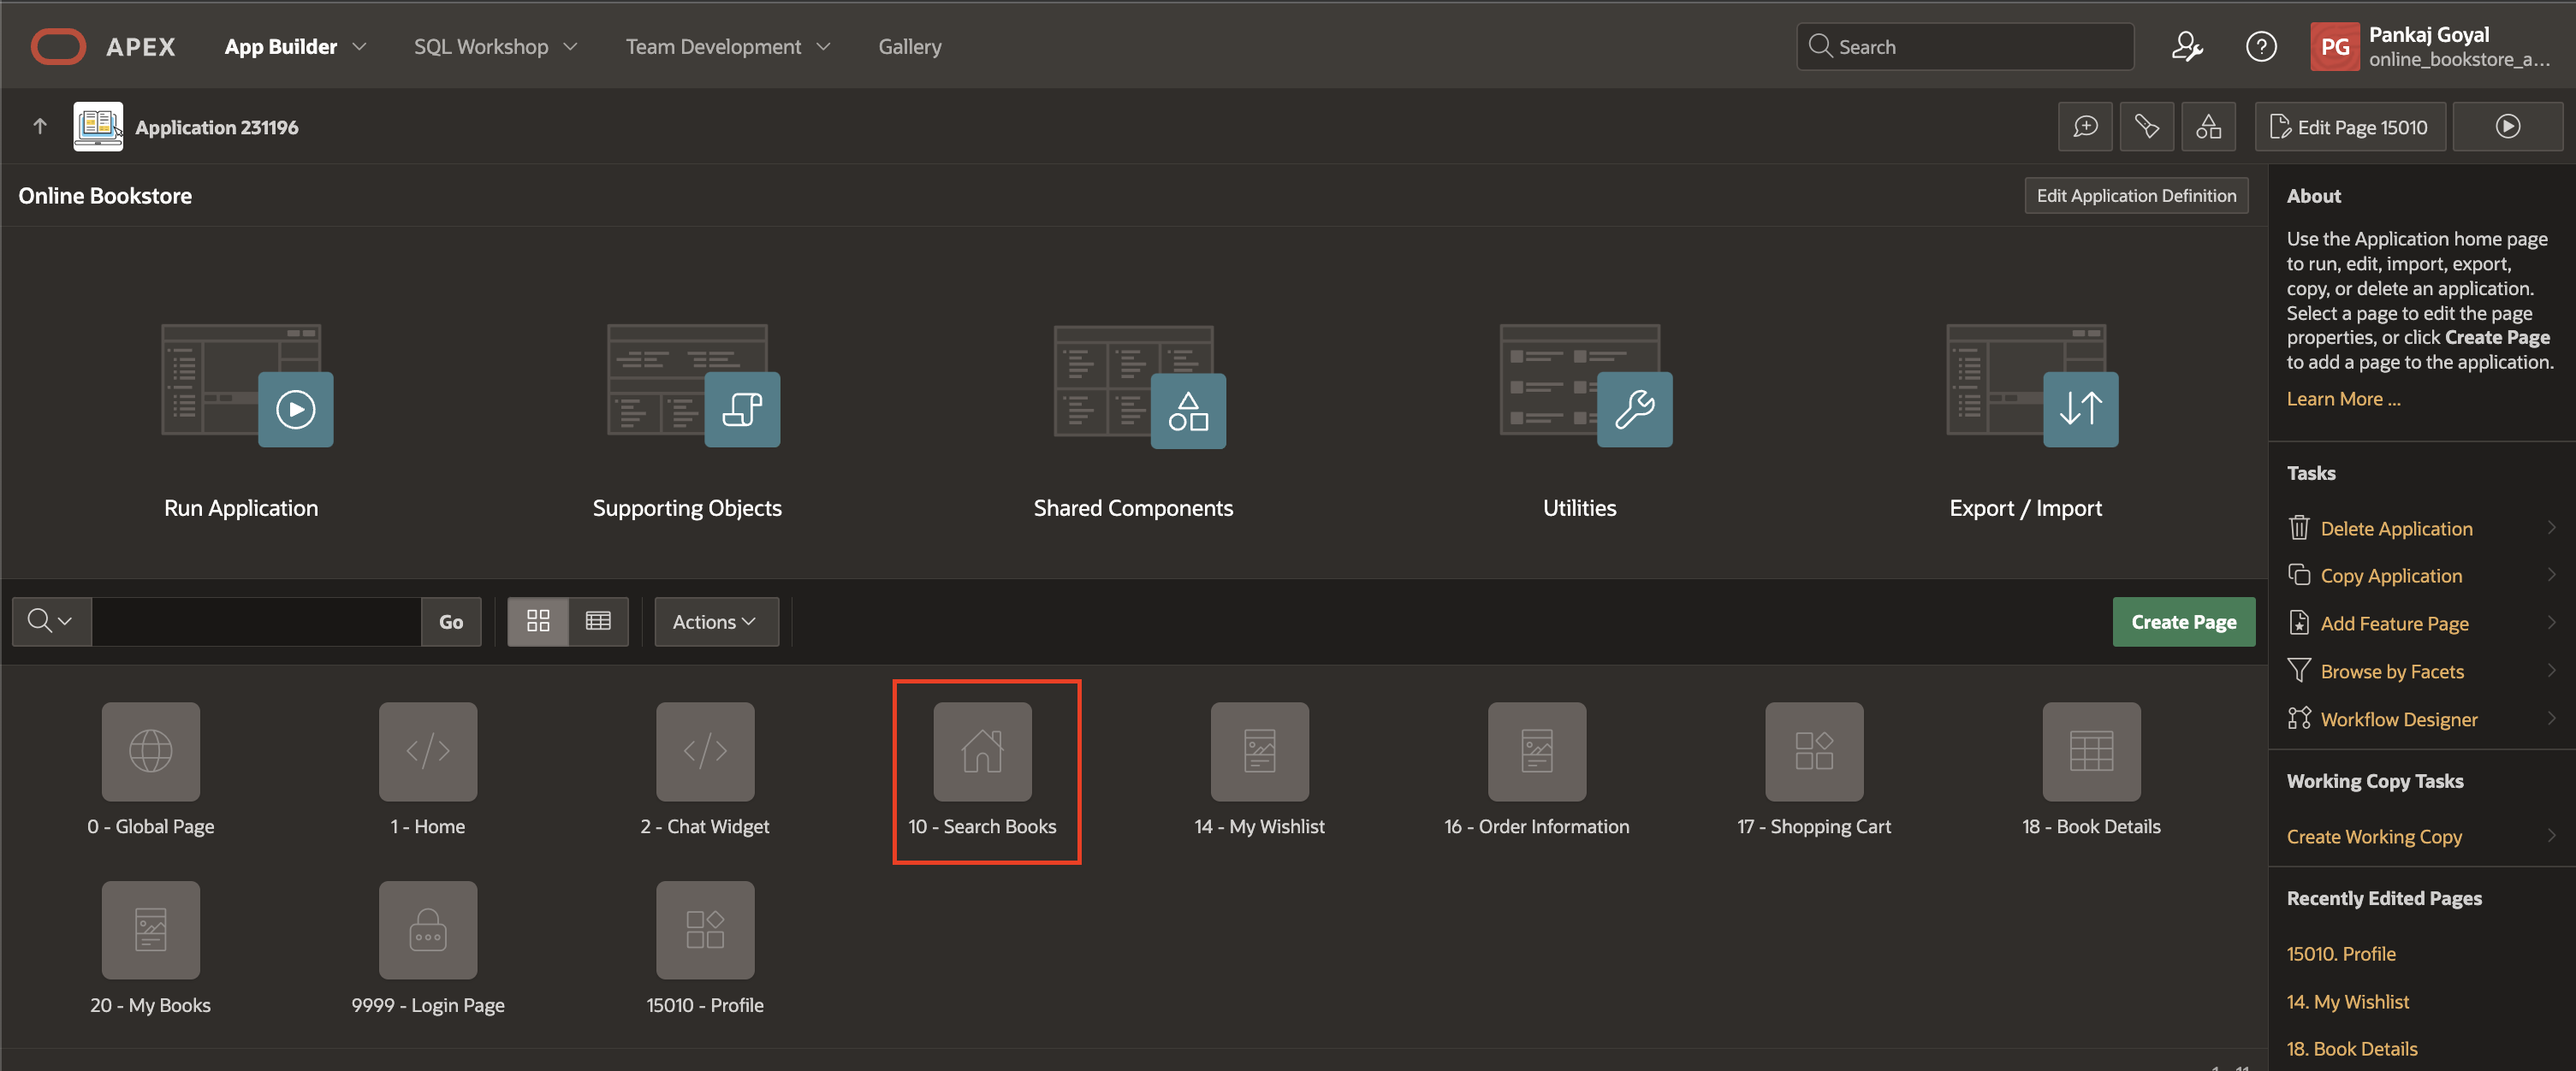 APEX
App Builder
SQL Workshop
Team Development
Gallery
Search
PG
Pankaj Goyal
online_bookstore_a...
Application 231196
Edit Page 15010
Online Bookstore
Edit Application Definition
Run Application
Supporting Objects
Shared Components
Utilities
Export / Import
Go
Actions
Create Page
0 - Global Page
1 - Home
2 - Chat Widget
10 - Search Books
14 - My Wishlist
16 - Order Information
17 - Shopping Cart
18 - Book Details
20 - My Books
9999 - Login Page
15010 - Profile
About
Use the Application home page
to run, edit, import, export,
copy, or delete an application.
Select a page to edit the page
properties, or click Create Page
to add a page to the application.
Learn More ...
Tasks
Delete Application
Copy Application
Add Feature Page
Browse by Facets
Workflow Designer
Working Copy Tasks
Create Working Copy
Recently Edited Pages
15010. Profile
14. My Wishlist
18. Book Details